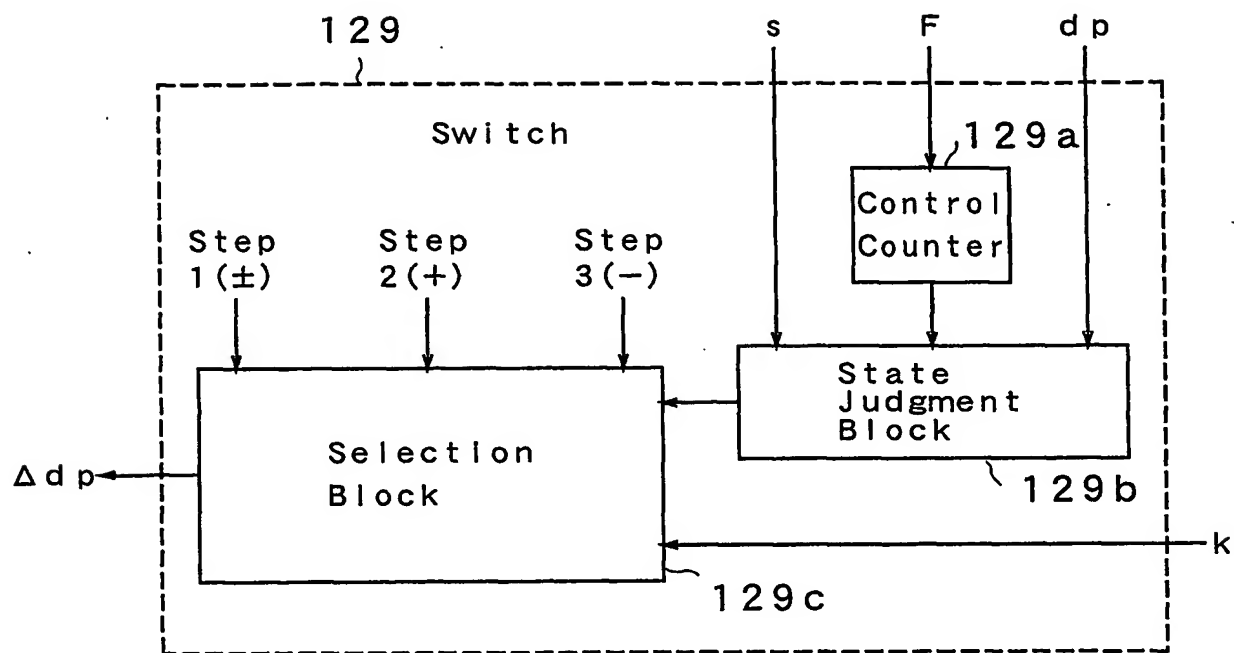 129
s F dp
Switch
129a
Control
Counter
Step
1(±)
Step
2(+)
Step
3(−)
State
Judgment
Block
Selection
Block
Δdp
129b
k
129c